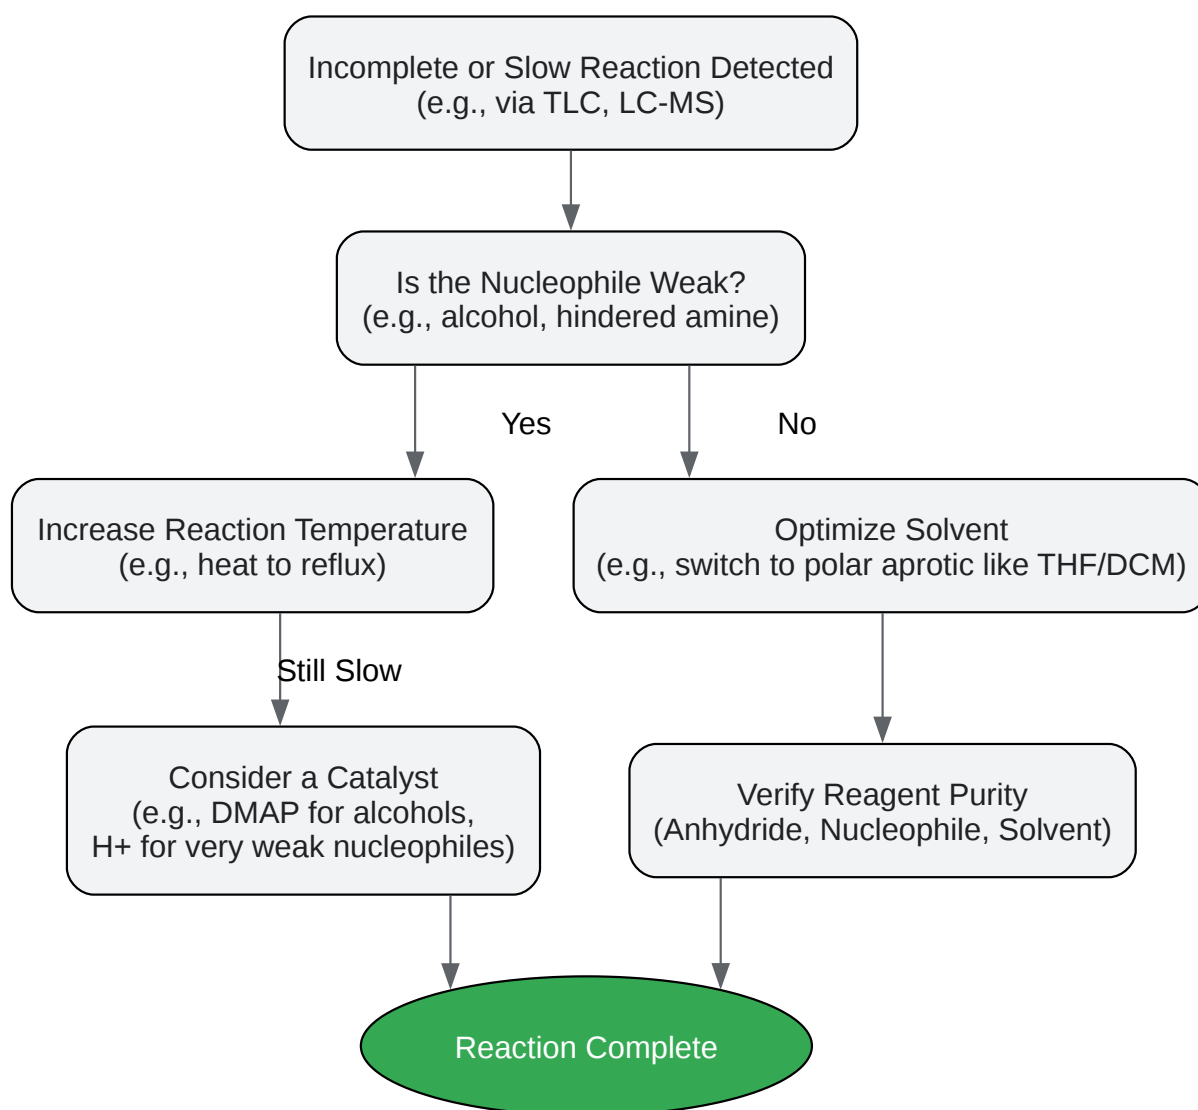 Incomplete or Slow Reaction Detected
(e.g., via TLC, LC-MS)
Is the Nucleophile Weak?
(e.g., alcohol, hindered amine)
Yes
No
Increase Reaction Temperature
(e.g., heat to reflux)
Optimize Solvent
(e.g., switch to polar aprotic like THF/DCM)
Still Slow
Consider a Catalyst
(e.g., DMAP for alcohols,
H+ for very weak nucleophiles)
Verify Reagent Purity
(Anhydride, Nucleophile, Solvent)
Reaction Complete